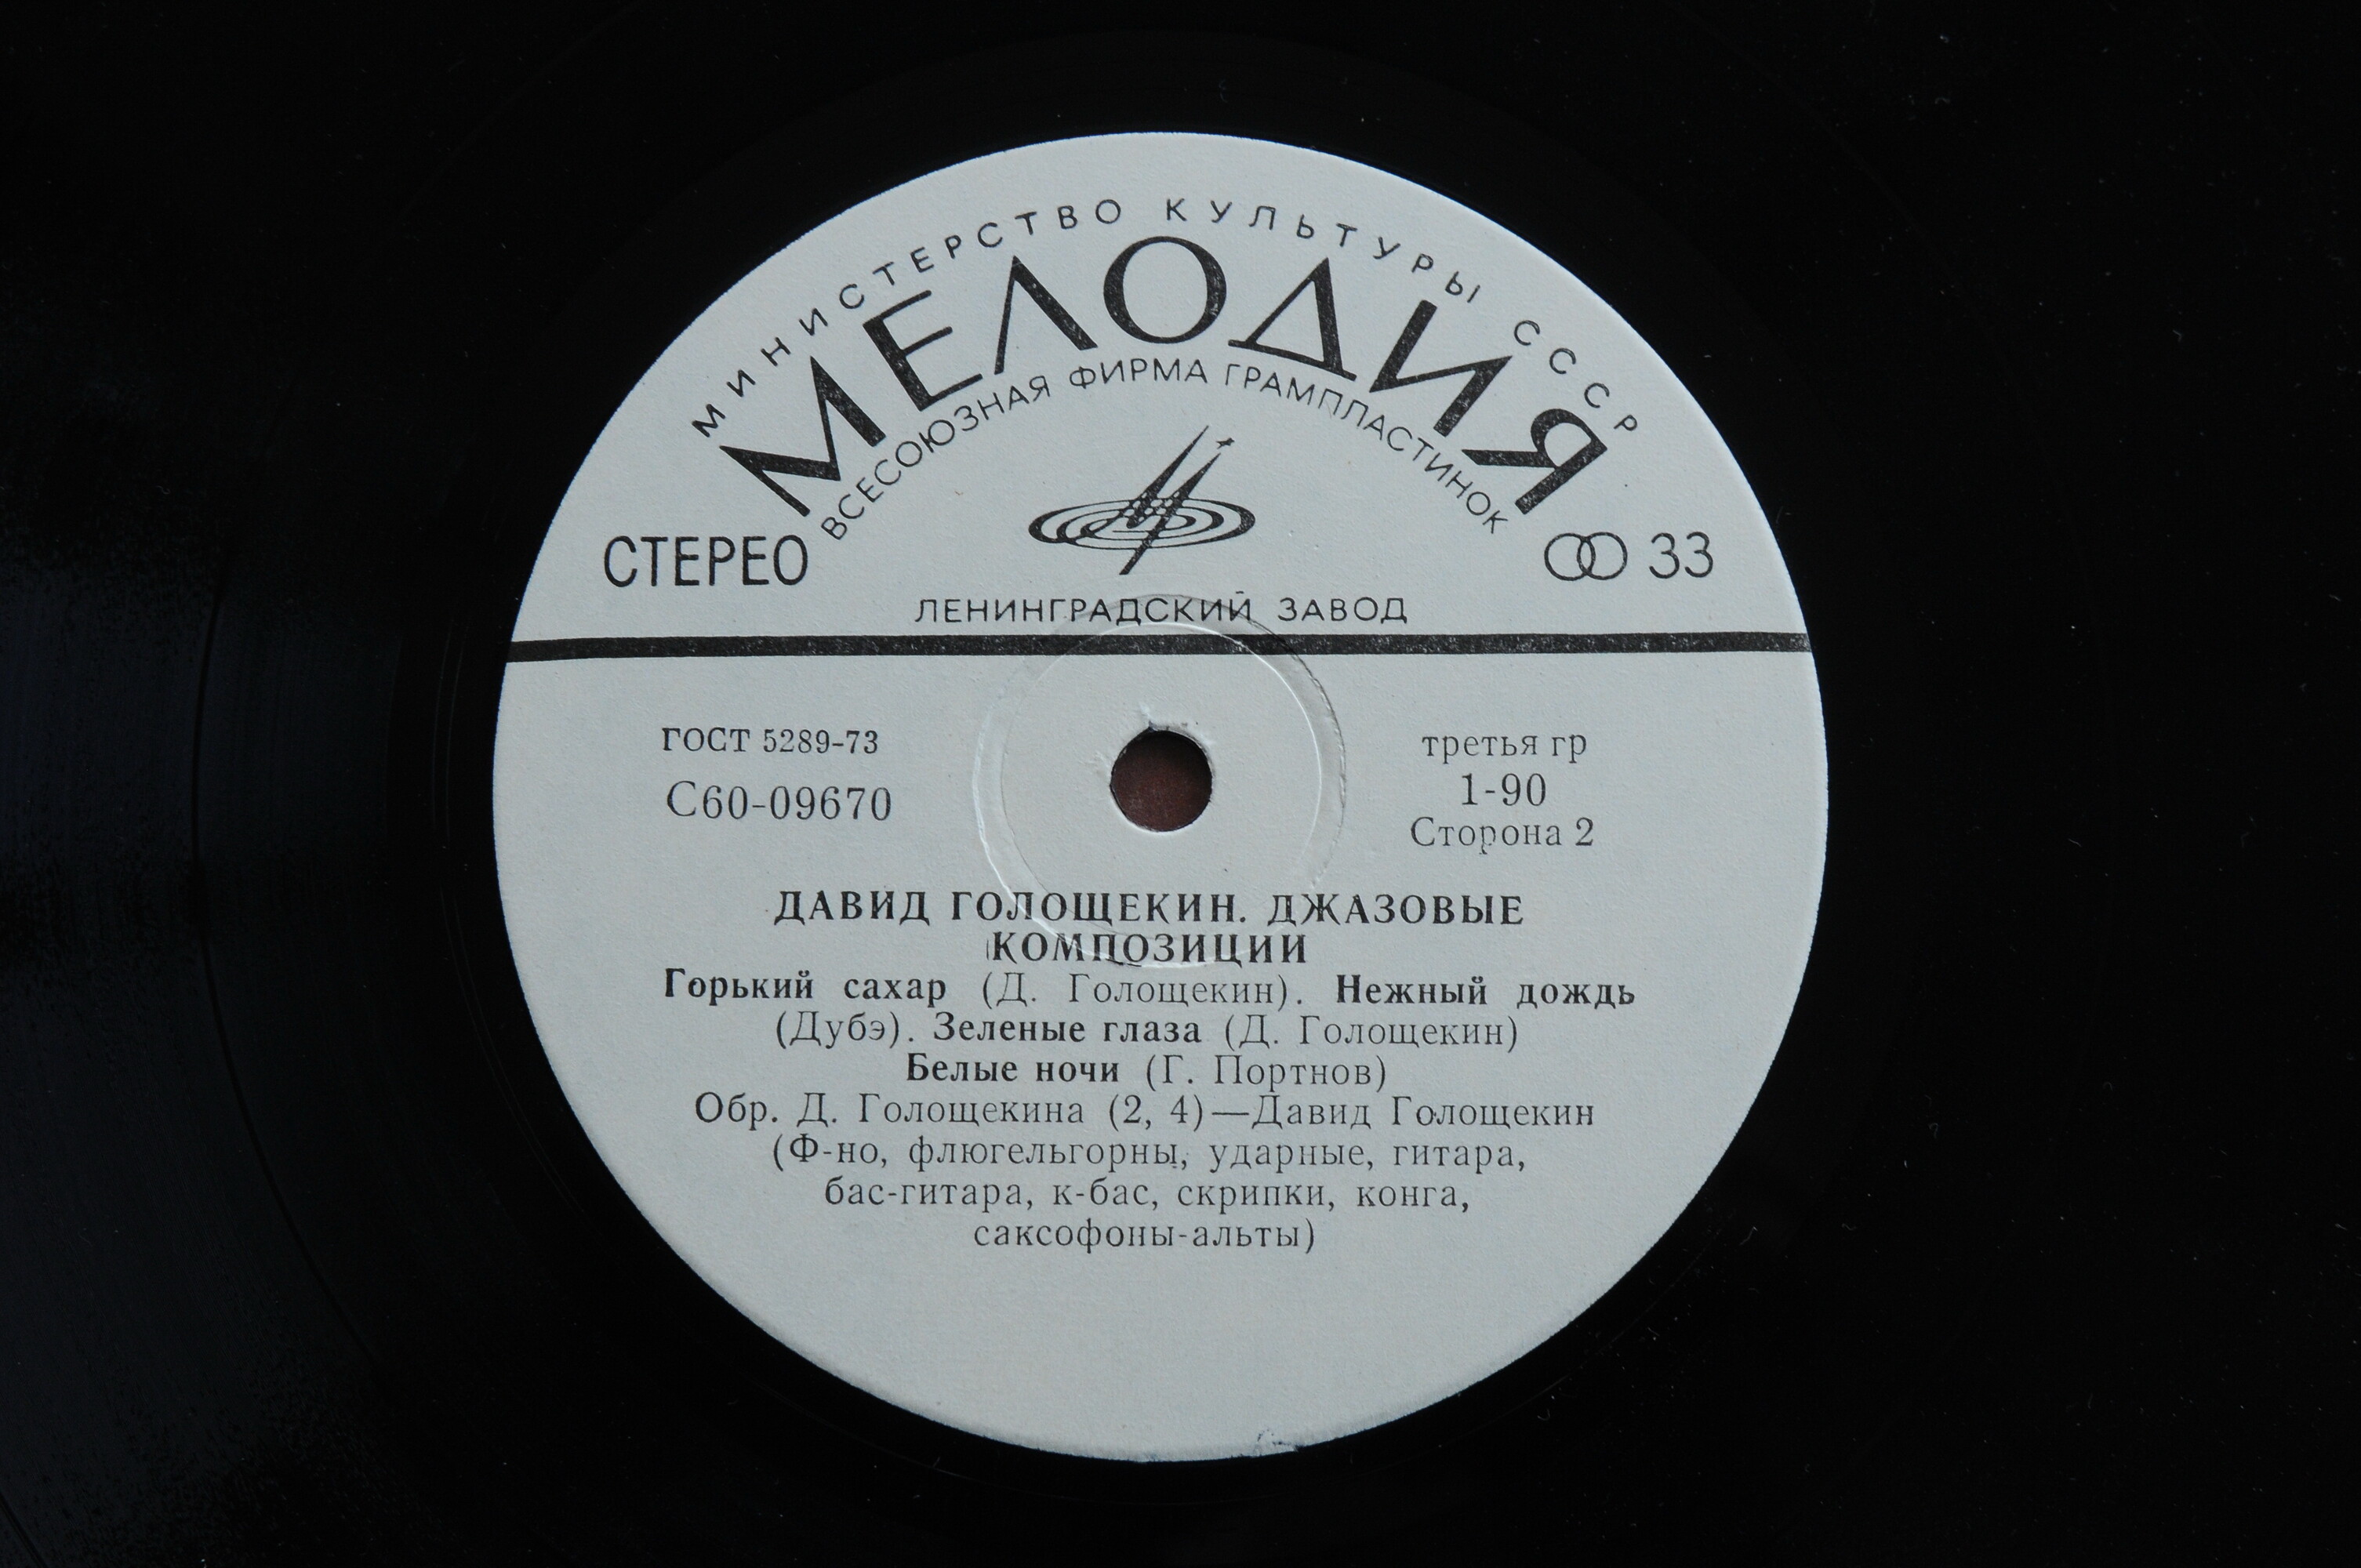 МИНИСТЕРСТВО КУЛЬТУРЫ СССР
МЕЛОДИЯ
ВСЕСОЮЗНАЯ ФИРМА ГРАМПЛАСТИНОК
СТЕРЕО
33
ЛЕНИНГРАДСКИЙ ЗАВОД
ГОСТ 5289-73
С60-09670
третья гр
1-90
Сторона 2
ДАВИД ГОЛОЩЕКИН. ДЖАЗОВЫЕ
КОМПОЗИЦИИ
Горький сахар (Д. Голощекин). Нежный дождь
(Дубэ). Зеленые глаза (Д. Голощекин)
Белые ночи (Г. Портнов)
Обр. Д. Голощекина (2, 4)—Давид Голощекин
(Ф-но, флюгельгорны, ударные, гитара,
бас-гитара, к-бас, скрипки, конга,
саксофоны-альты)